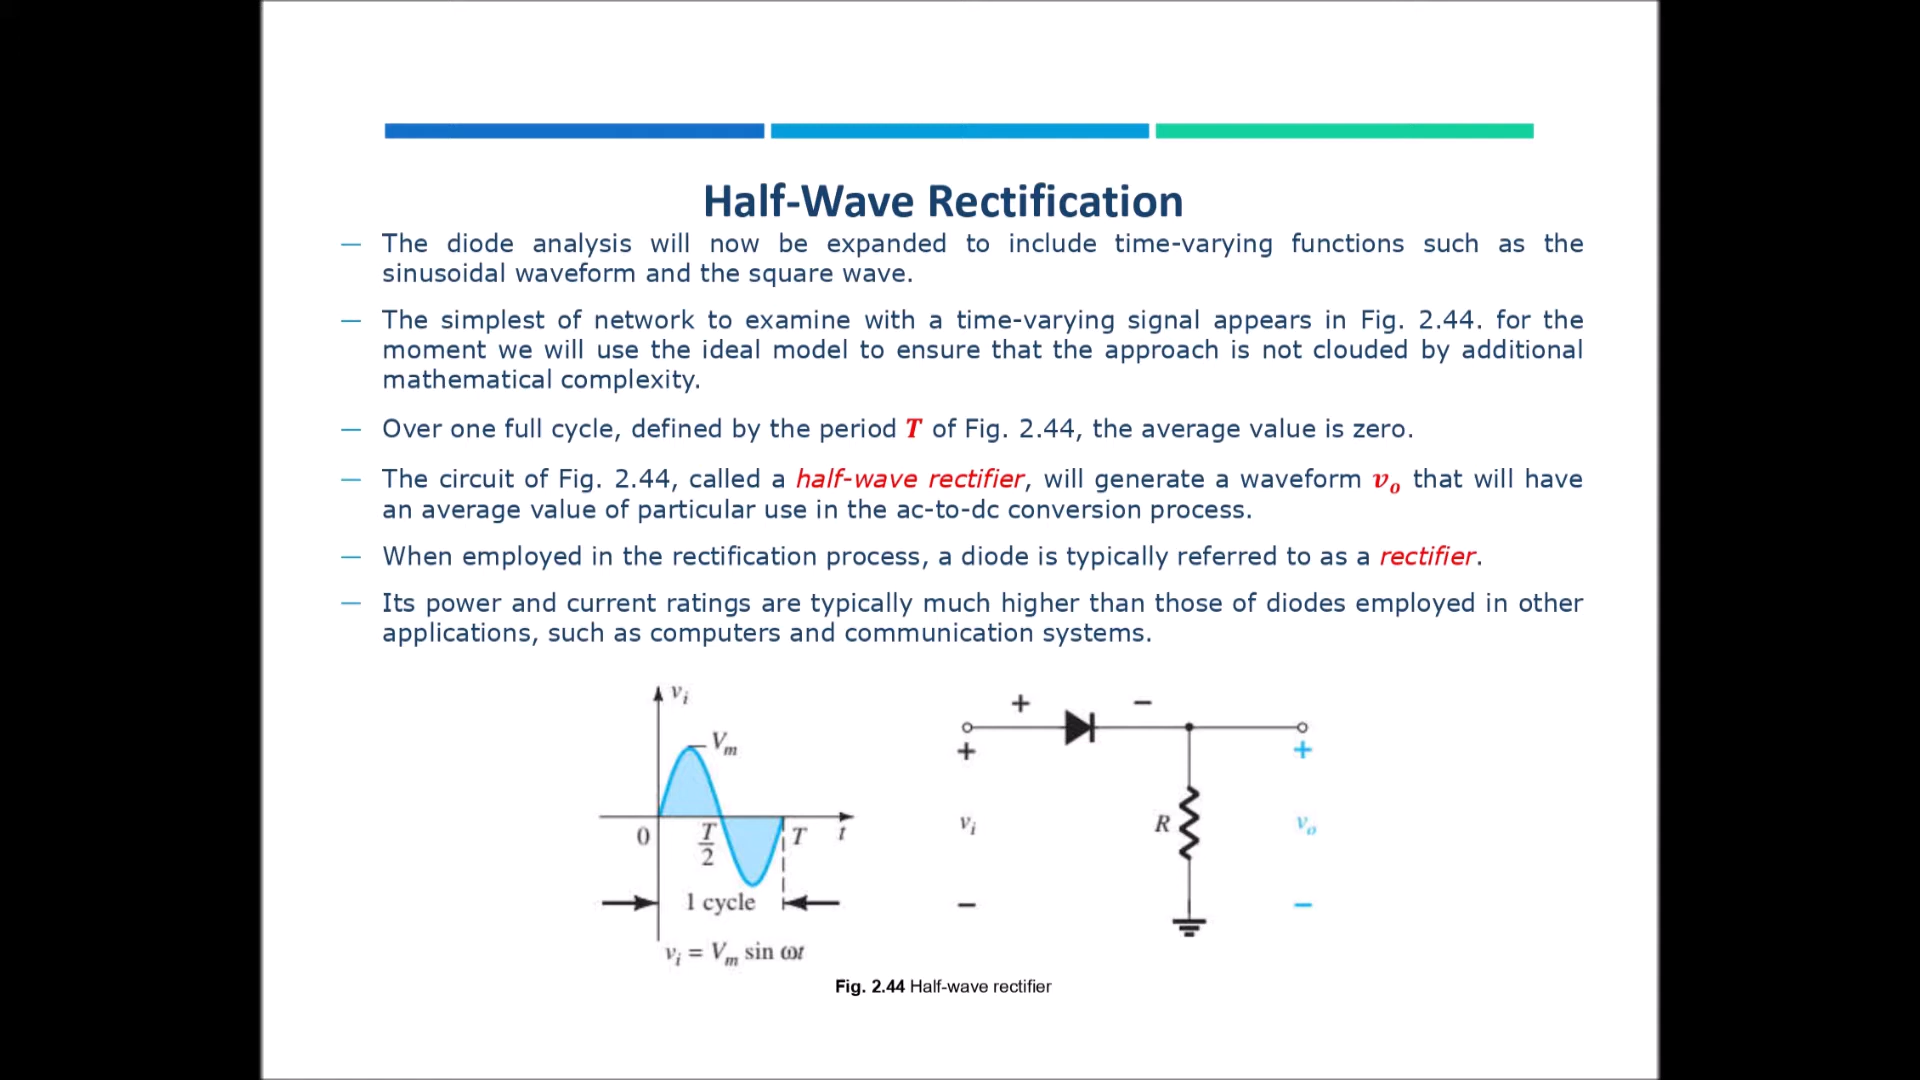 Half-Wave Rectification
— The diode analysis will now be expanded to include time-varying functions such as the
sinusoidal waveform and the square wave.
— The simplest of network to examine with a time-varying signal appears in Fig. 2.44. for the
moment we will use the ideal model to ensure that the approach is not clouded by additional
mathematical complexity.
— Over one full cycle, defined by the period T of Fig. 2.44, the average value is zero.
— The circuit of Fig. 2.44, called a half-wave rectifier, will generate a waveform vₒ that will have
an average value of particular use in the ac-to-dc conversion process.
— When employed in the rectification process, a diode is typically referred to as a rectifier.
— Its power and current ratings are typically much higher than those of diodes employed in other
applications, such as computers and communication systems.
vᵢ
Vₘ
0
T/2
T
t
1 cycle
vᵢ = Vₘ sin ωt
+ −
+ +
vᵢ R vₒ
− −
Fig. 2.44 Half-wave rectifier